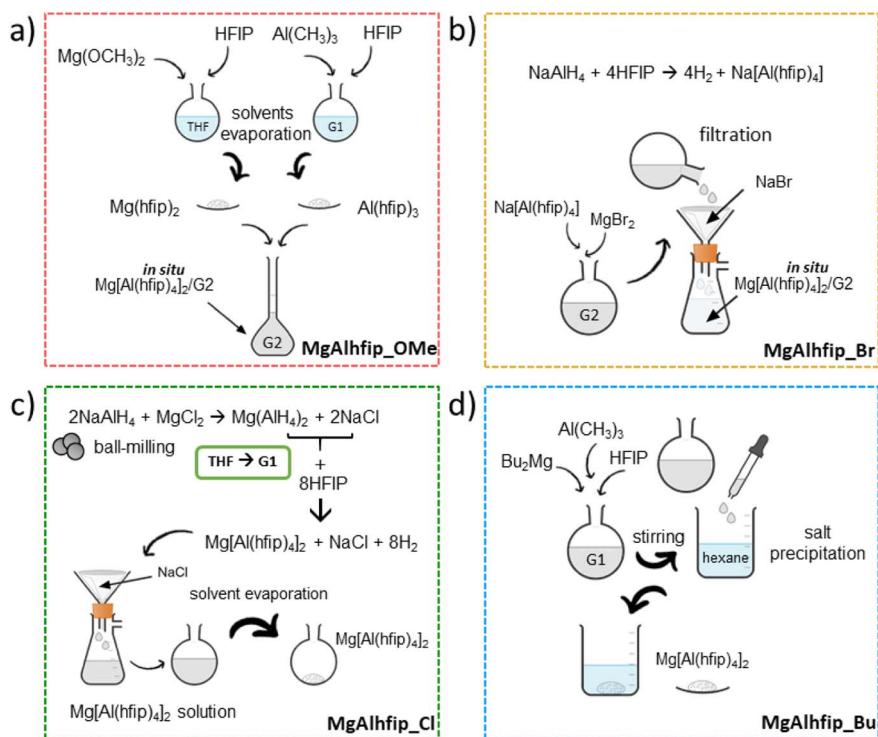 a)
HFIP
Al(CH₃)₃
HFIP
Mg(OCH₃)₂
THF
solvents
evaporation
G1
Mg(hfip)₂
Al(hfip)₃
in situ
Mg[Al(hfip)₄]₂/G2
G2
MgAlhfip_OMe
b)
NaAlH₄ + 4HFIP → 4H₂ + Na[Al(hfip)₄]
filtration
NaBr
Na[Al(hfip)₄]
MgBr₂
G2
in situ
Mg[Al(hfip)₄]₂/G2
MgAlhfip_Br
c)
2NaAlH₄ + MgCl₂ → Mg(AlH₄)₂ + 2NaCl
ball-milling
THF → G1
+
8HFIP
Mg[Al(hfip)₄]₂ + NaCl + 8H₂
NaCl
solvent evaporation
Mg[Al(hfip)₄]₂
Mg[Al(hfip)₄]₂ solution
MgAlhfip_Cl
d)
Al(CH₃)₃
Bu₂Mg
HFIP
G1
stirring
hexane
salt
precipitation
Mg[Al(hfip)₄]₂
MgAlhfip_Bu